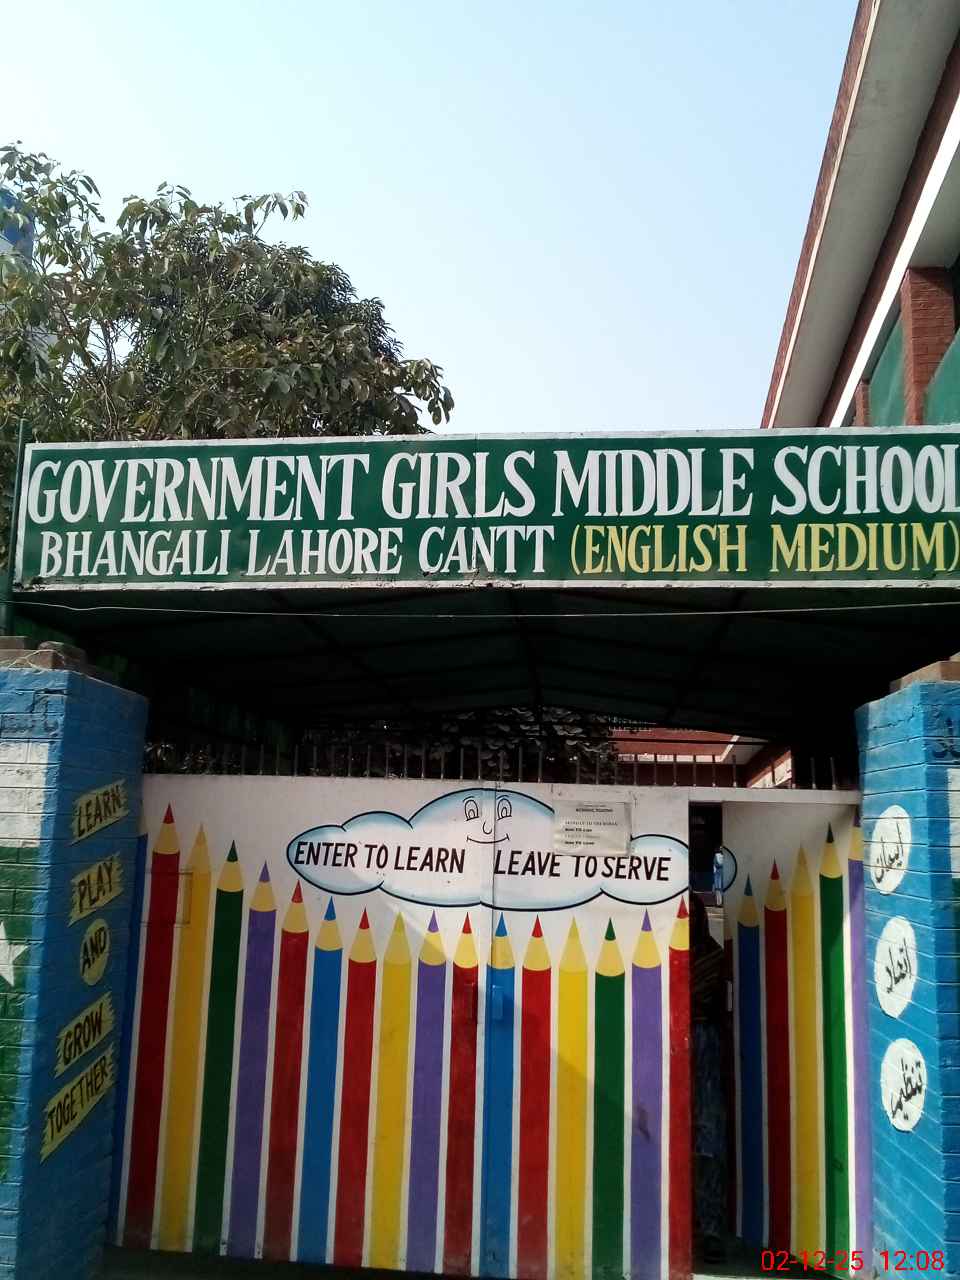 GOVERNMENT GIRLS MIDDLE SCHOOL
BHANGALI LAHORE CANTT (ENGLISH MEDIUM)
ENTER TO LEARN LEAVE TO SERVE
LEARN
PLAY
AND
GROW
TOGETHER
ایمان
اتحاد
تنظیم
02-12-25 12:08